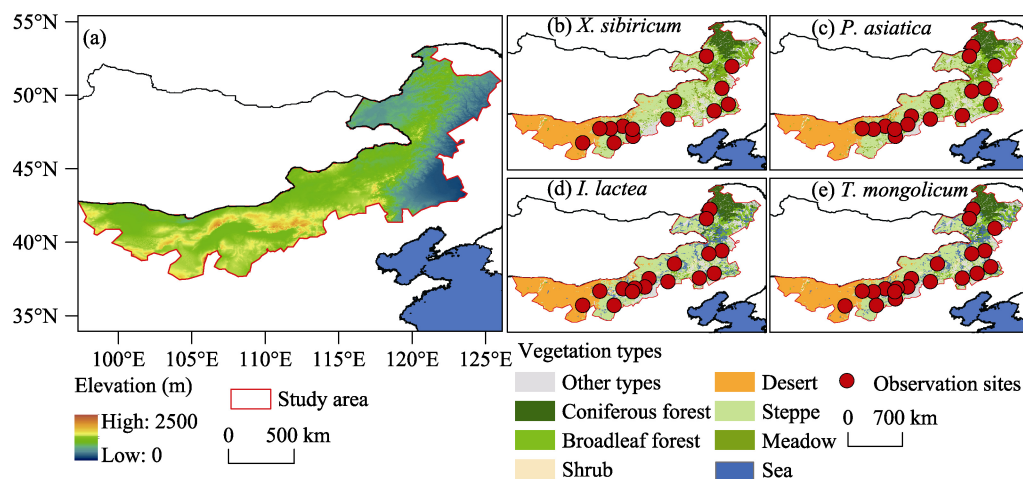 55°N
50°N
45°N
40°N
35°N
(a)
100°E 105°E 110°E 115°E 120°E 125°E
(b) X. sibiricum
(c) P. asiatica
(d) I. lactea
(e) T. mongolicum
Elevation (m)
High: 2500
Low: 0
Study area
0 500 km
Vegetation types
Other types
Coniferous forest
Broadleaf forest
Shrub
Desert
Steppe
Meadow
Sea
Observation sites
0 700 km